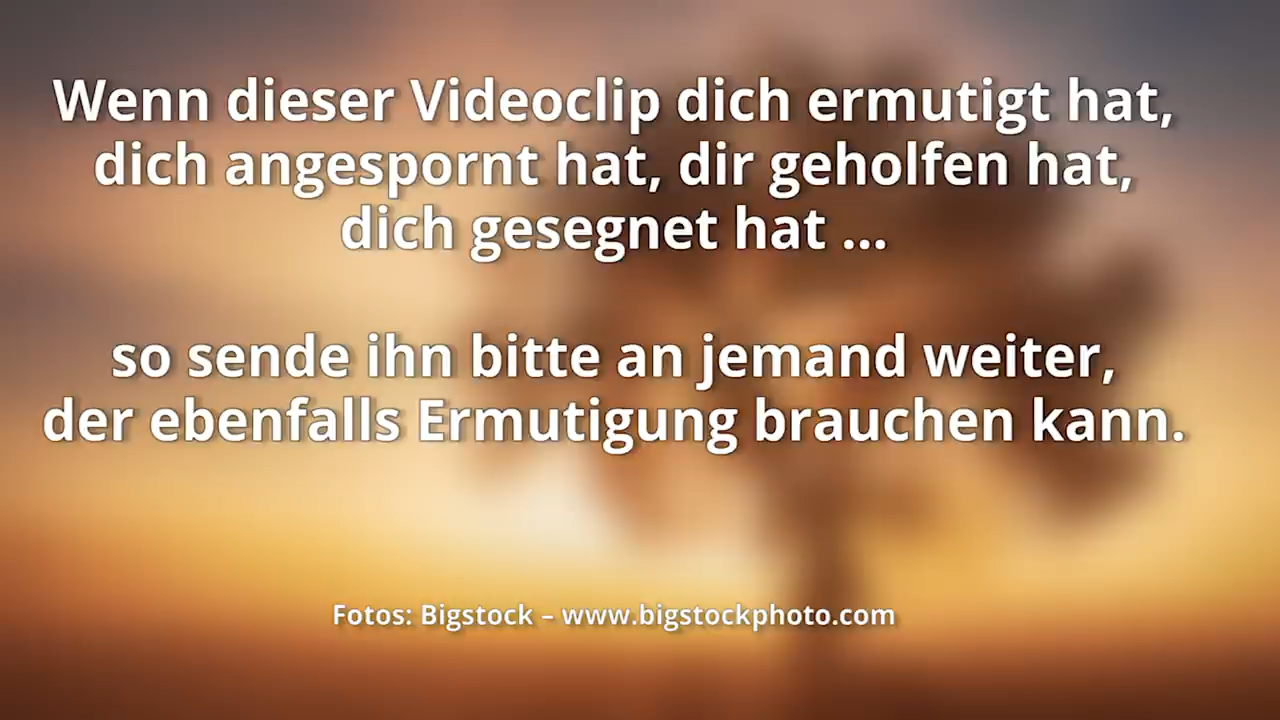 Wenn dieser Videoclip dich ermutigt hat,
dich angespornt hat, dir geholfen hat,
dich gesegnet hat ...
so sende ihn bitte an jemand weiter,
der ebenfalls Ermutigung brauchen kann.
Fotos: Bigstock – www.bigstockphoto.com